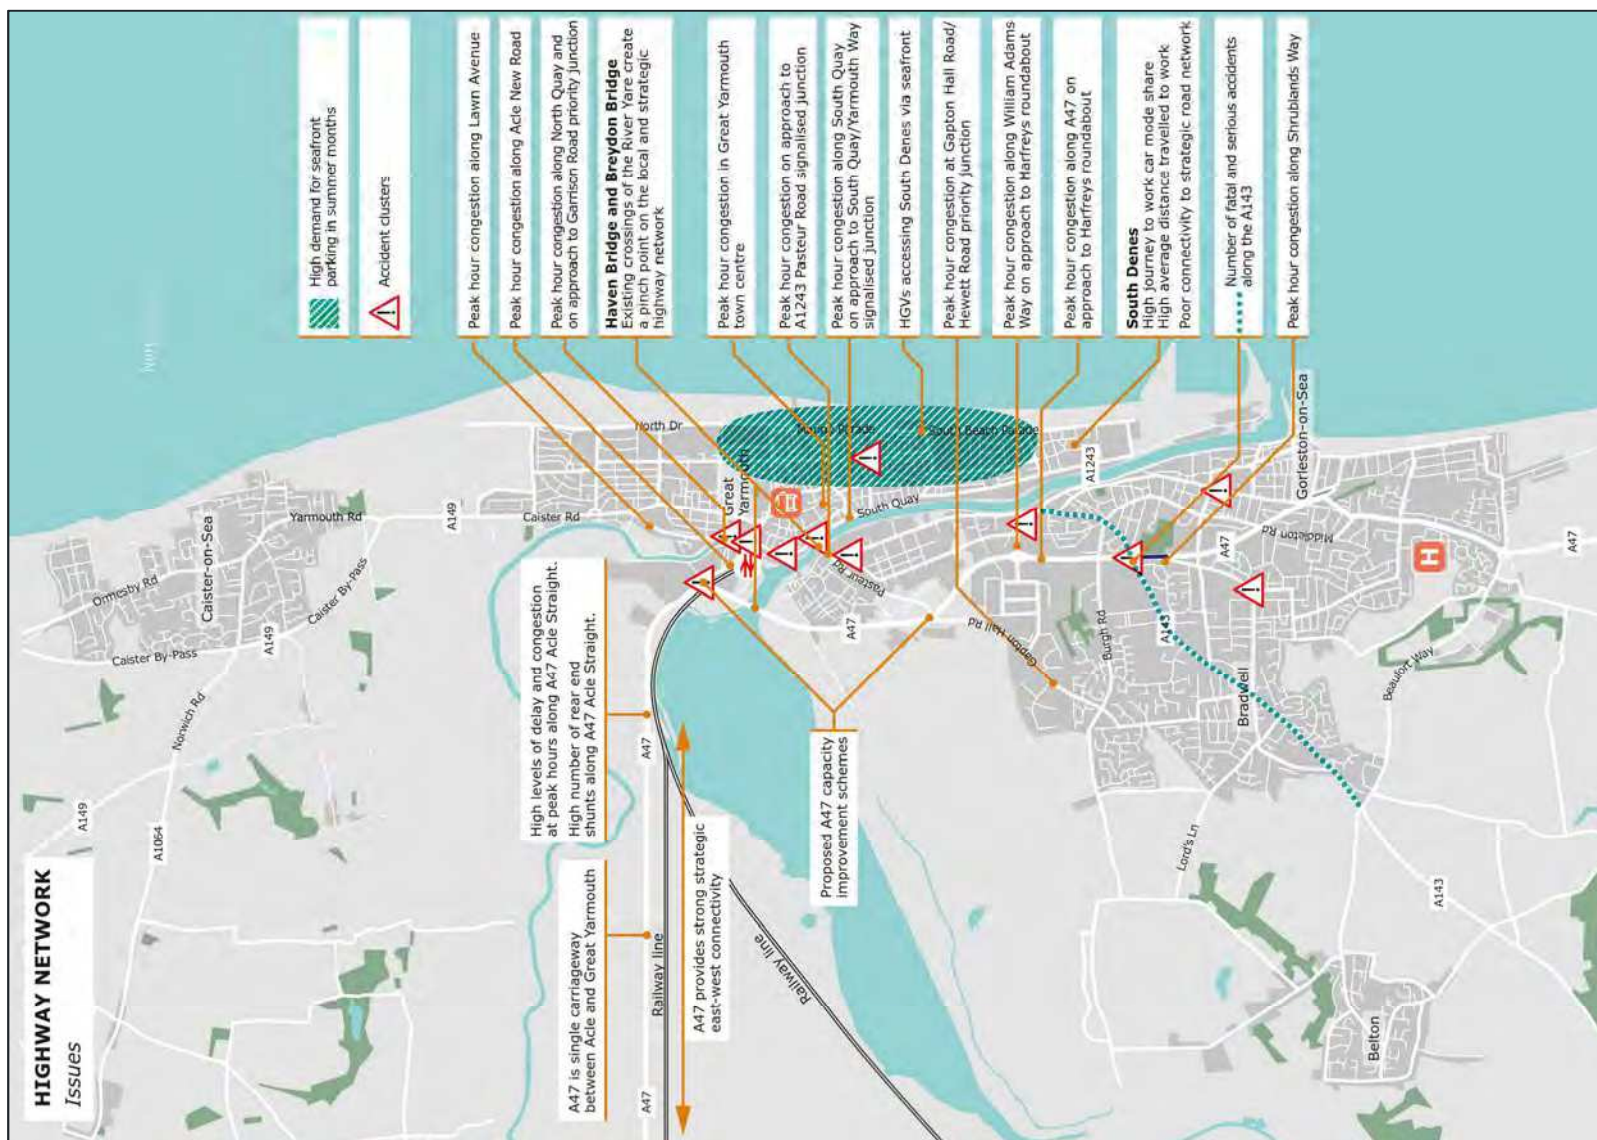 HIGHWAY NETWORK
Issues
High demand for seafront
parking in summer months
Accident clusters
Peak hour congestion along Lawn Avenue
Peak hour congestion along Acle New Road
Peak hour congestion along North Quay and
on approach to Garrison Road priority junction
Haven Bridge and Breydon Bridge
Existing crossings of the River Yare create
a pinch point on the local and strategic
highway network
Peak hour congestion in Great Yarmouth
town centre
Peak hour congestion on approach to
A1243 Pasteur Road signalised junction
Peak hour congestion along South Quay
on approach to South Quay/Yarmouth Way
signalised junction
HGVs accessing South Denes via seafront
Peak hour congestion at Gapton Hall Road/
Hewett Road priority junction
Peak hour congestion along William Adams
Way on approach to Harfreys roundabout
Peak hour congestion along A47 on
approach to Harfreys roundabout
South Denes
High journey to work car mode share
High average distance travelled to work
Poor connectivity to strategic road network
Number of fatal and serious accidents
along the A143
Peak hour congestion along Shrublands Way
High levels of delay and congestion
at peak hours along A47 Acle Straight.
High number of rear end
shunts along A47 Acle Straight.
A47 is single carriageway
between Acle and Great Yarmouth
A47 provides strong strategic
east-west connectivity
Proposed A47 capacity
improvement schemes
Railway line
Railway line
A47
A47
A149
A1064
Norwich Rd
Caister By-Pass
Ormesby Rd
Caister-on-Sea
A149
Caister By-Pass
Yarmouth Rd
A149
Caister Rd
North Dr
Great
Yarmouth
South Beach Parade
South Quay
Pasteur Rd
A47
Gapton Hall Rd
A1243
Burgh Rd
A143
Bradwell
A47
Middleton Rd
Gorleston-on-Sea
H
A47
Beaufort Way
Lord's Ln
A143
Belton